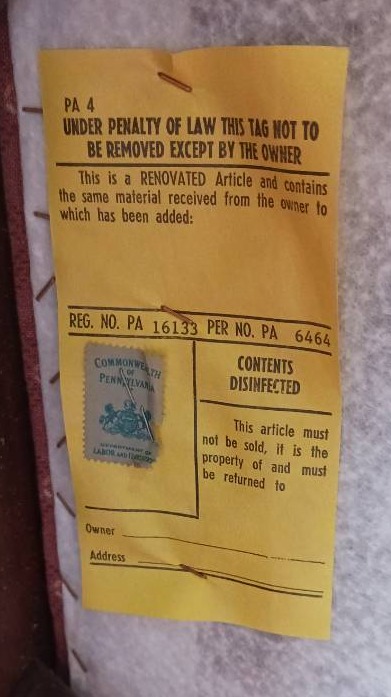 PA 4
UNDER PENALTY OF LAW THIS TAG NOT TO
BE REMOVED EXCEPT BY THE OWNER
This is a RENOVATED Article and contains
the same material received from the owner to
which has been added:
REG. NO. PA 16133 PER NO. PA 6464
COMMONWEALTH
OF
PENNSYLVANIA
DEPARTMENT OF
LABOR AND INDUSTRY
CONTENTS
DISINFECTED
This article must
not be sold, it is the
property of and must
be returned to
Owner
Address